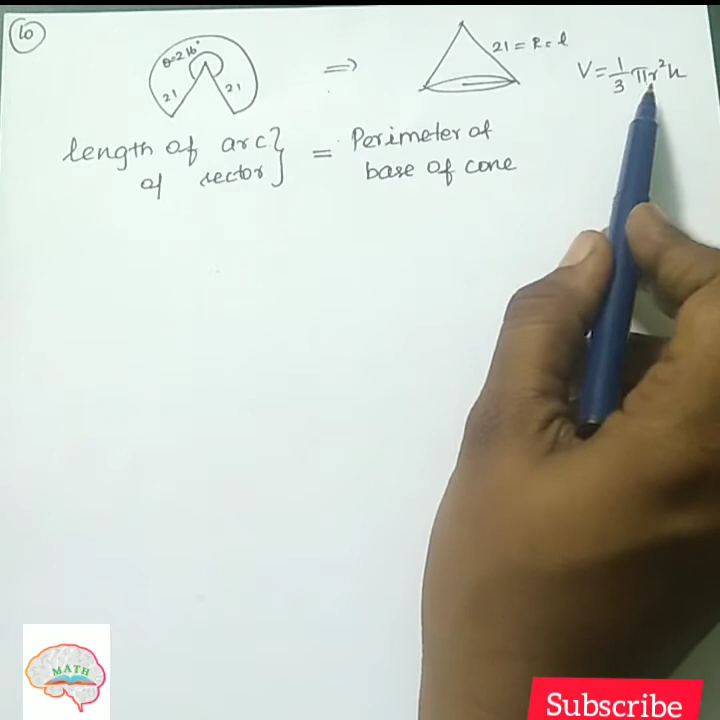 10
θ=216°
21
21
⇒
21 = R = l
V = 1/3 πr²h
length of arc } = Perimeter of
of sector } base of cone
MATH
Subscribe